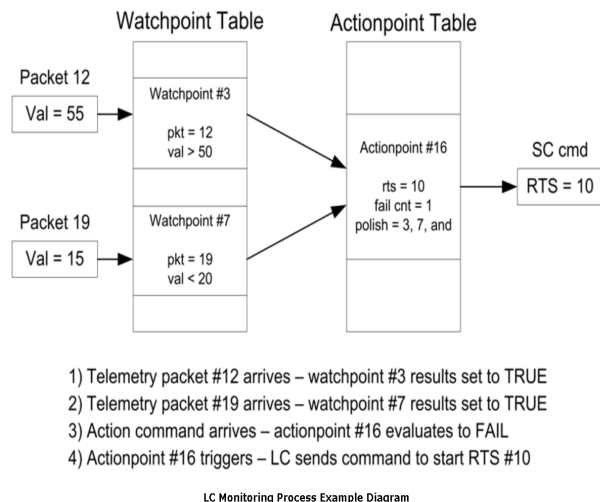 Watchpoint Table
Actionpoint Table
Packet 12
Val = 55
Watchpoint #3
pkt = 12
val > 50
Packet 19
Val = 15
Watchpoint #7
pkt = 19
val < 20
Actionpoint #16
rts = 10
fail cnt = 1
polish = 3, 7, and
SC cmd
RTS = 10
1) Telemetry packet #12 arrives – watchpoint #3 results set to TRUE
2) Telemetry packet #19 arrives – watchpoint #7 results set to TRUE
3) Action command arrives – actionpoint #16 evaluates to FAIL
4) Actionpoint #16 triggers – LC sends command to start RTS #10
LC Monitoring Process Example Diagram